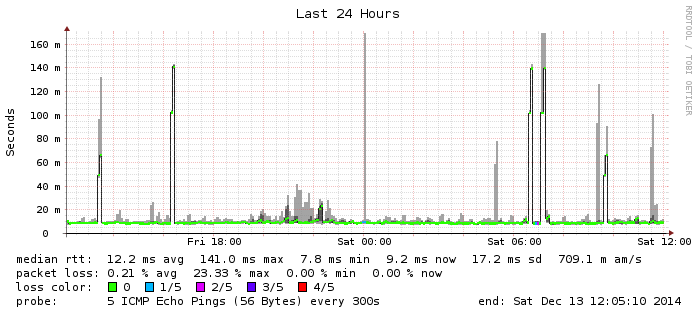 Last 24 Hours
RRDTOOL / TOBI OETIKER
Seconds
160 m
140 m
120 m
100 m
80 m
60 m
40 m
20 m
0
Fri 18:00 Sat 00:00 Sat 06:00 Sat 12:00
median rtt: 12.2 ms avg 141.0 ms max 7.8 ms min 9.2 ms now 17.2 ms sd 709.1 m am/s
packet loss: 0.21 % avg 23.33 % max 0.00 % min 0.00 % now
loss color: 0 1/5 2/5 3/5 4/5
probe: 5 ICMP Echo Pings (56 Bytes) every 300s end: Sat Dec 13 12:05:10 2014